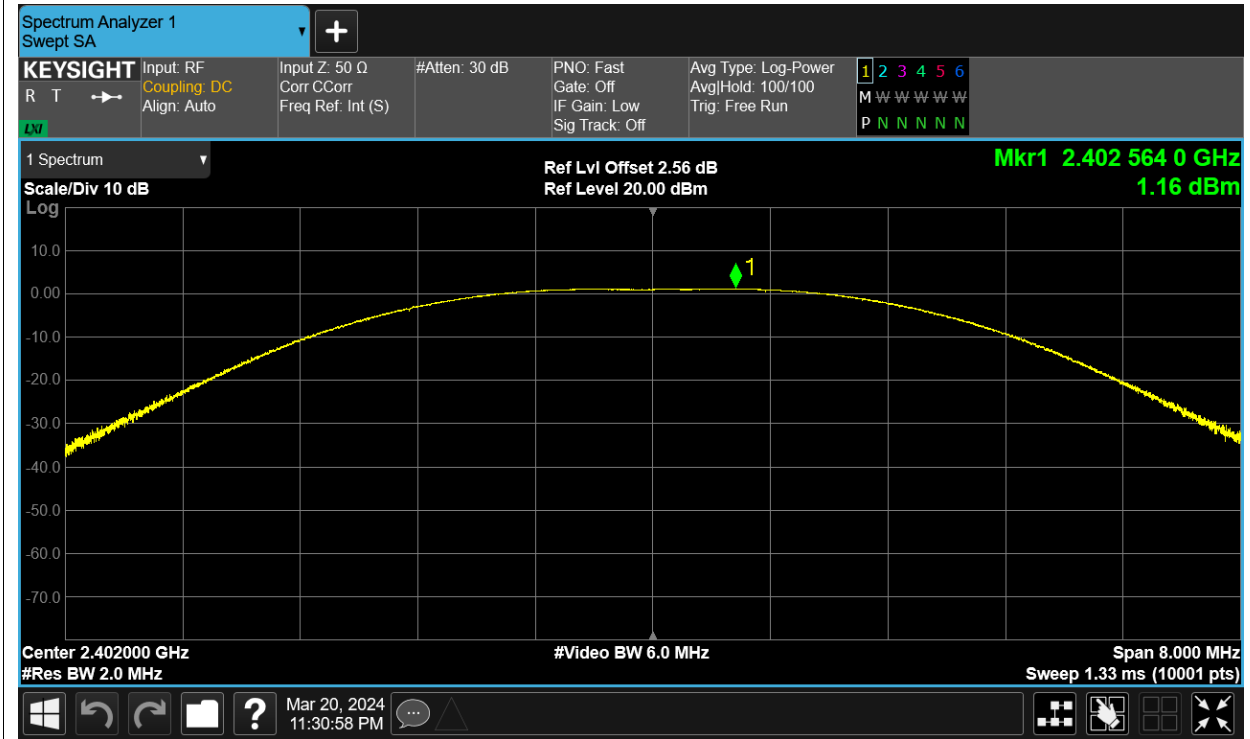 Spectrum Analyzer 1
Swept SA
KEYSIGHT
R T
LXI
Input: RF
Coupling: DC
Align: Auto
Input Z: 50 Ω
Corr CCorr
Freq Ref: Int (S)
#Atten: 30 dB
PNO: Fast
Gate: Off
IF Gain: Low
Sig Track: Off
Avg Type: Log-Power
Avg|Hold: 100/100
Trig: Free Run
1 2 3 4 5 6
M W W W W W
P N N N N N
1 Spectrum
Scale/Div 10 dB
Log
Ref Lvl Offset 2.56 dB
Ref Level 20.00 dBm
Mkr1 2.402 564 0 GHz
1.16 dBm
1
10.0
0.00
-10.0
-20.0
-30.0
-40.0
-50.0
-60.0
-70.0
Center 2.402000 GHz
#Res BW 2.0 MHz
#Video BW 6.0 MHz
Span 8.000 MHz
Sweep 1.33 ms (10001 pts)
?
Mar 20, 2024
11:30:58 PM